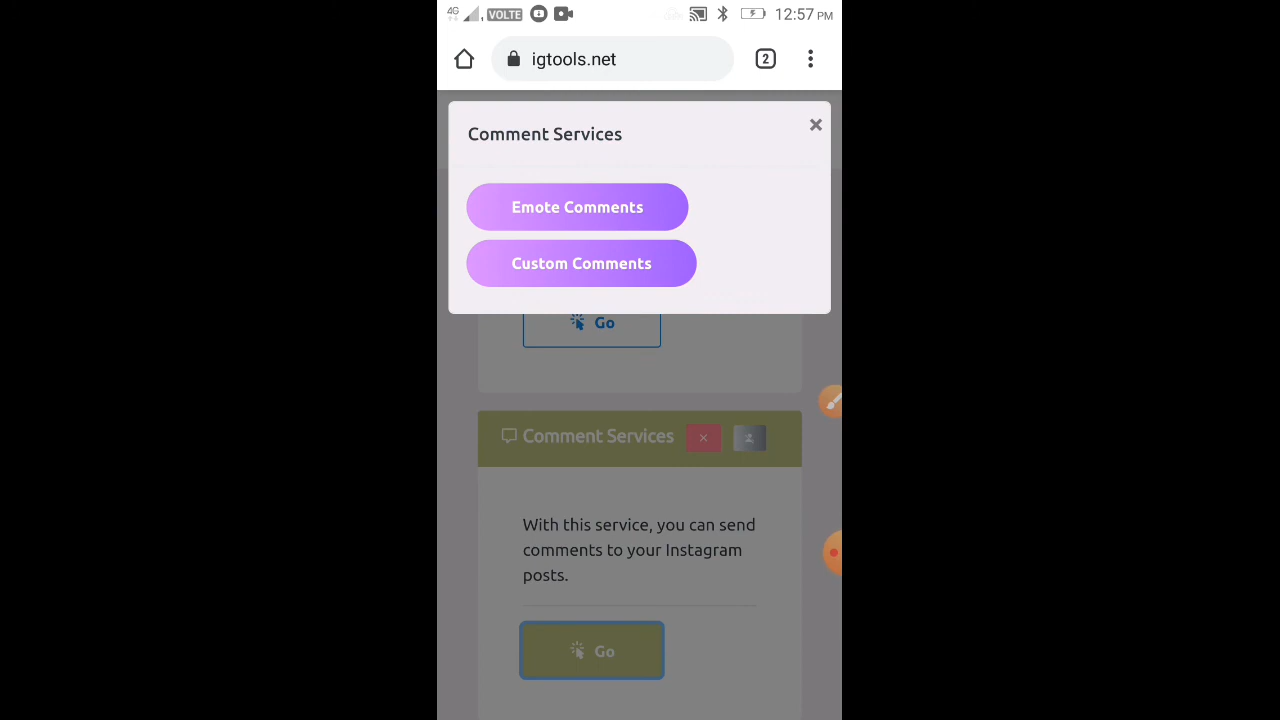 4G VOLTE 12:57 PM
igtools.net 2
Comment Services ×
Emote Comments
Custom Comments
Go
Comment Services ×
With this service, you can send
comments to your Instagram
posts.
Go